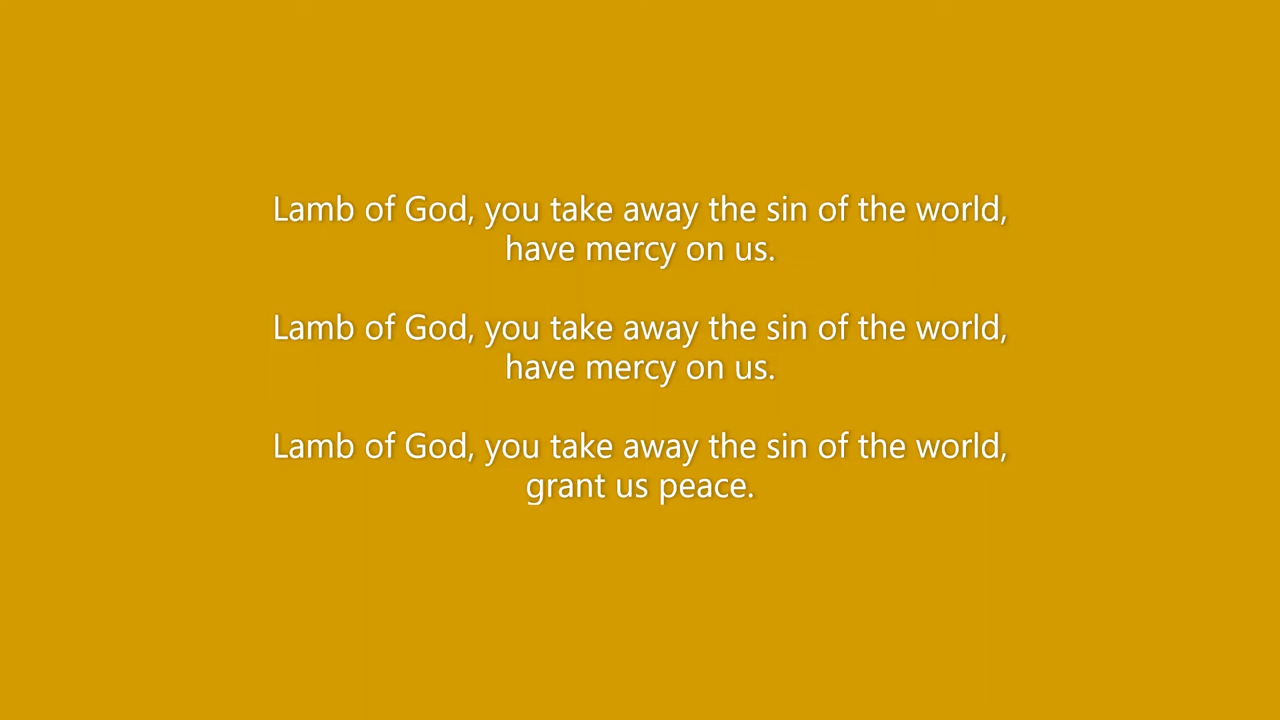 Lamb of God, you take away the sin of the world,
have mercy on us.
Lamb of God, you take away the sin of the world,
have mercy on us.
Lamb of God, you take away the sin of the world,
grant us peace.